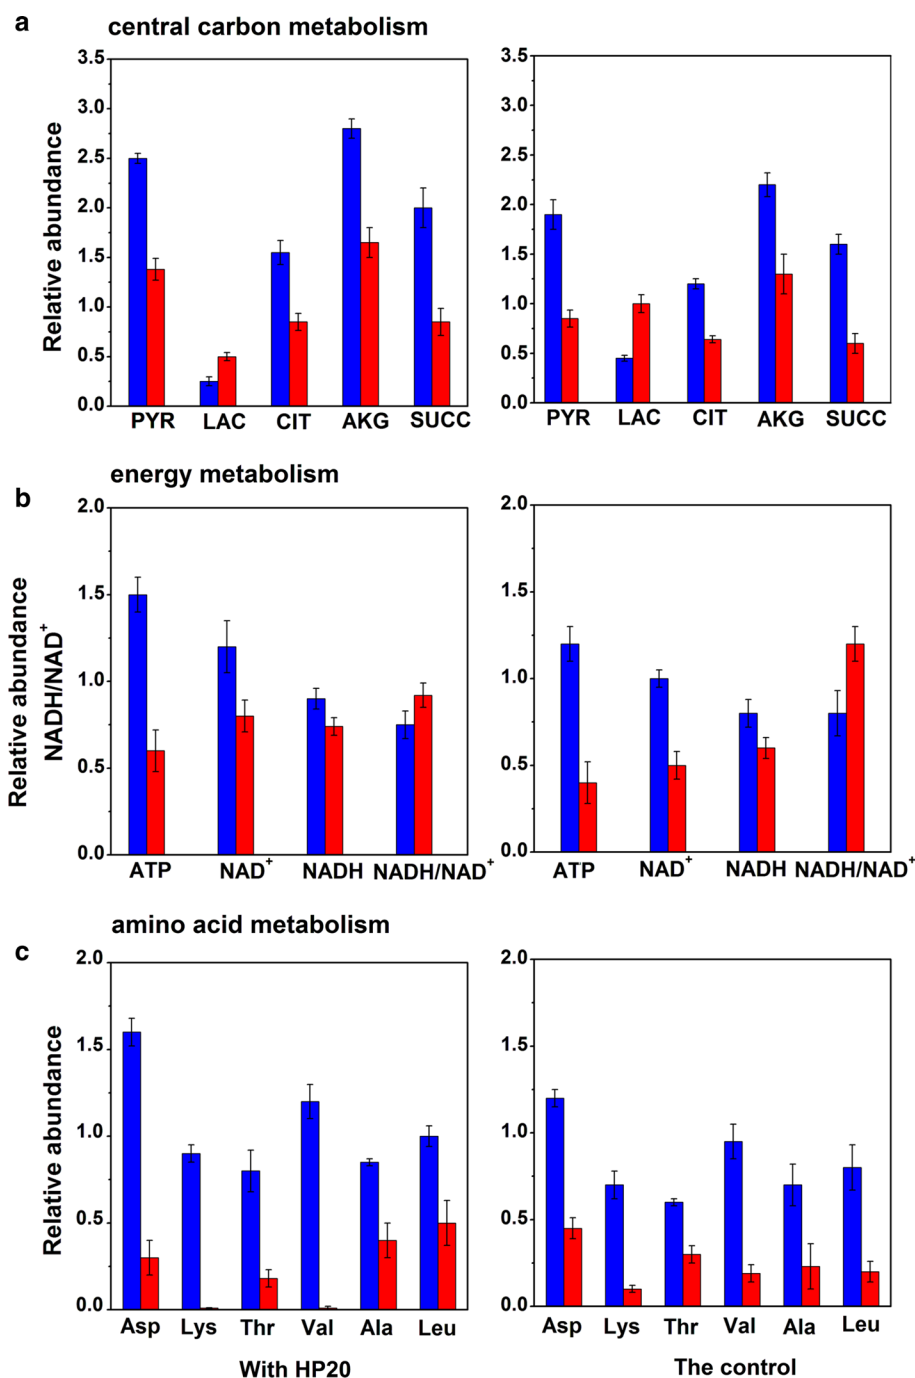 a
central carbon metabolism
Relative abundance
3.5
3.0
2.5
2.0
1.5
1.0
0.5
0.0
PYR LAC CIT AKG SUCC
3.5
3.0
2.5
2.0
1.5
1.0
0.5
0.0
PYR LAC CIT AKG SUCC
energy metabolism
b
Relative abundance
NADH/NAD⁺
2.0
1.5
1.0
0.5
0.0
ATP NAD⁺ NADH NADH/NAD⁺
2.0
1.5
1.0
0.5
0.0
ATP NAD⁺ NADH NADH/NAD⁺
amino acid metabolism
c
Relative abundance
2.0
1.5
1.0
0.5
0.0
Asp Lys Thr Val Ala Leu
With HP20
2.0
1.5
1.0
0.5
0.0
Asp Lys Thr Val Ala Leu
The control